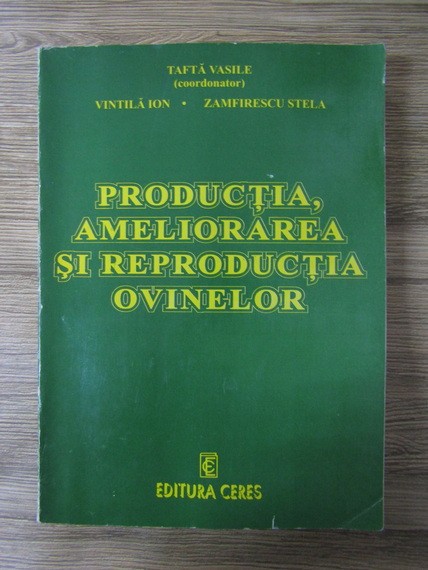 TAFTĂ VASILE
(coordonator)
VINTILĂ ION • ZAMFIRESCU STELA
PRODUCȚIA,
AMELIORAREA
ȘI REPRODUCȚIA
OVINELOR
EDITURA CERES